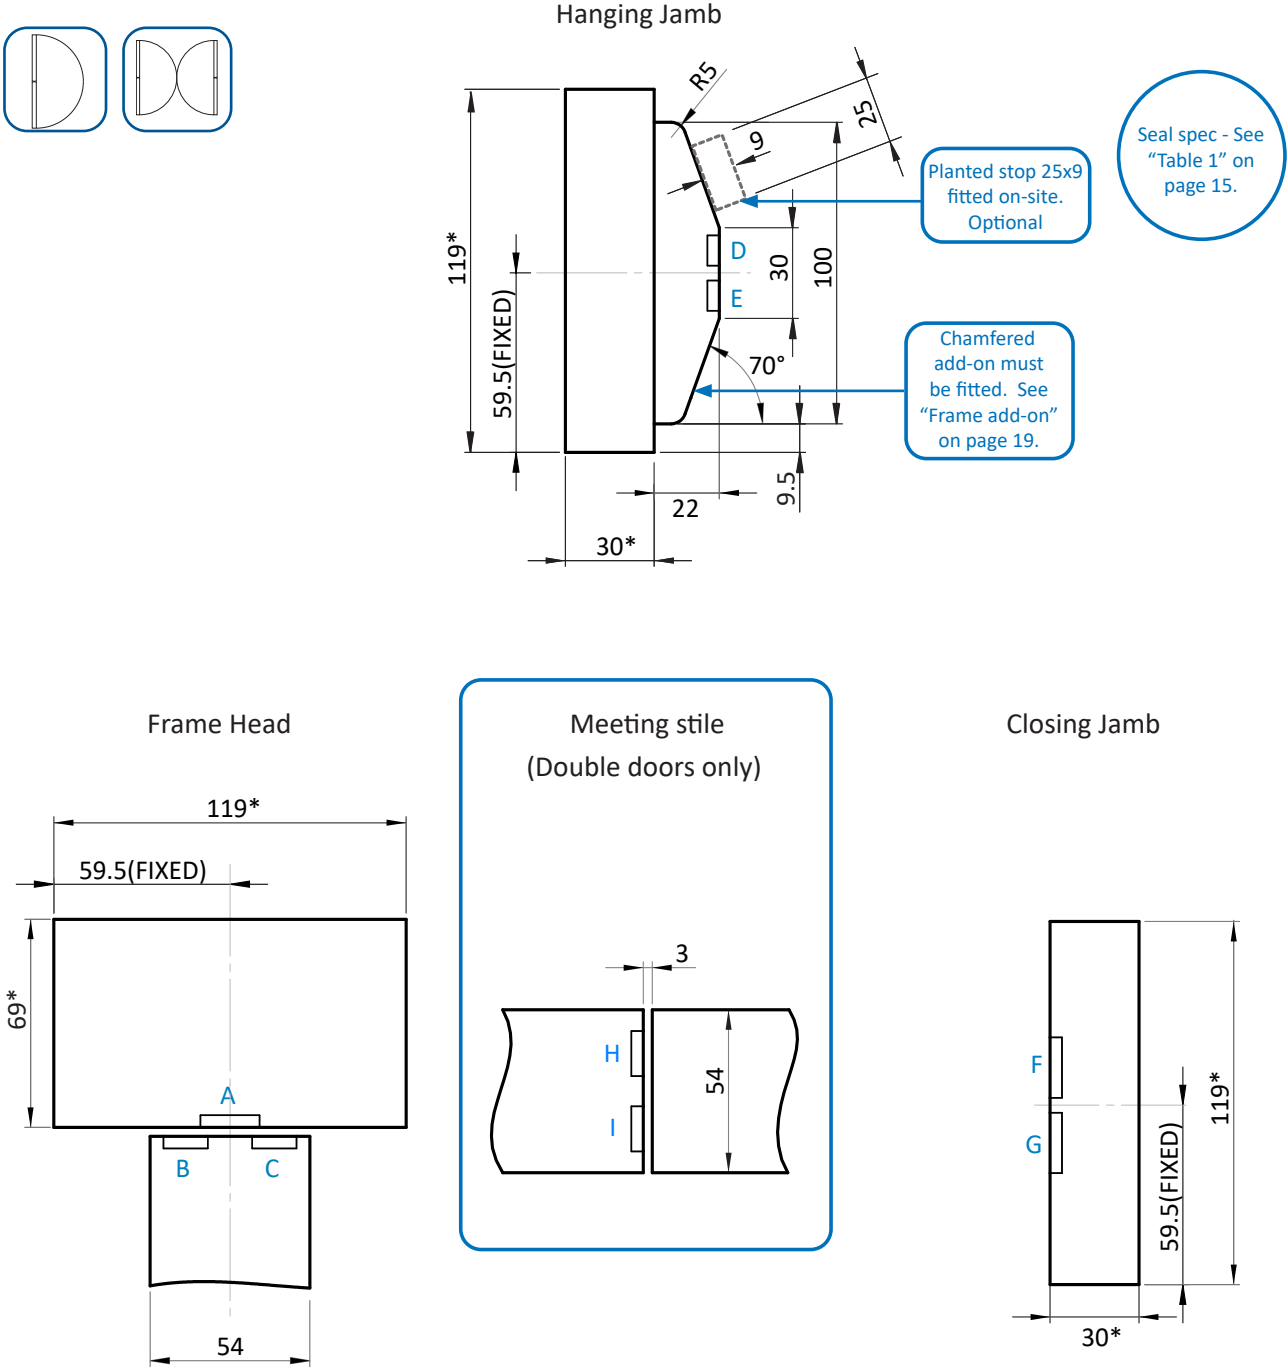 Hanging Jamb
R5
25
9
119*
59.5(FIXED)
D
E
30
100
70°
22
9.5
30*
Planted stop 25x9
fitted on-site.
Optional
Seal spec - See
“Table 1” on
page 15.
Chamfered
add-on must
be fitted. See
“Frame add-on”
on page 19.
Frame Head
119*
59.5(FIXED)
69*
A
B
C
54
Meeting stile
(Double doors only)
3
H
I
54
Closing Jamb
F
G
119*
59.5(FIXED)
30*